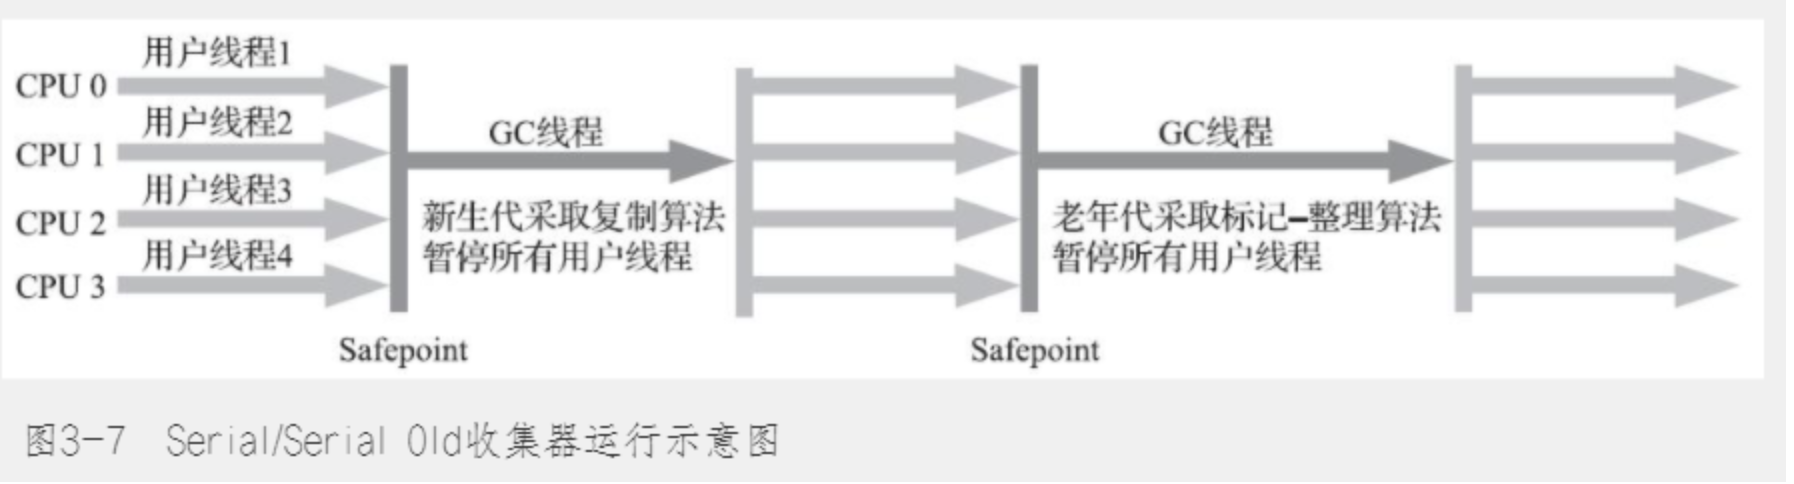 用户线程1
CPU 0
用户线程2
CPU 1
用户线程3
CPU 2
用户线程4
CPU 3
GC线程
新生代采取复制算法
暂停所有用户线程
Safepoint
GC线程
老年代采取标记-整理算法
暂停所有用户线程
Safepoint
图3-7 Serial/Serial Old收集器运行示意图